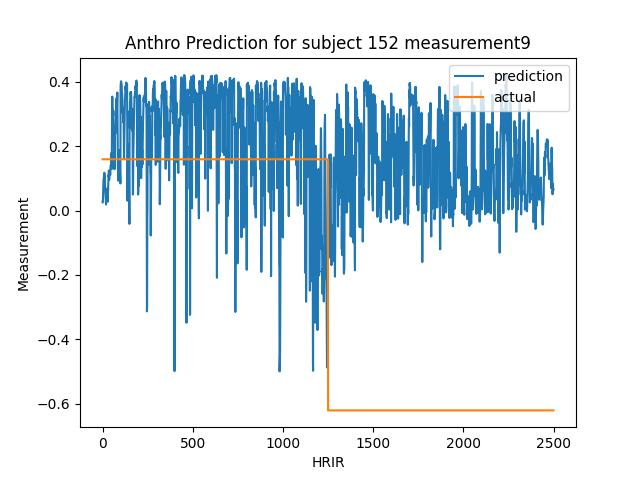 Anthro Prediction for subject 152 measurement9
prediction
actual
0.4
0.2
0.0
−0.2
−0.4
−0.6
Measurement
0
500
1000
1500
2000
2500
HRIR